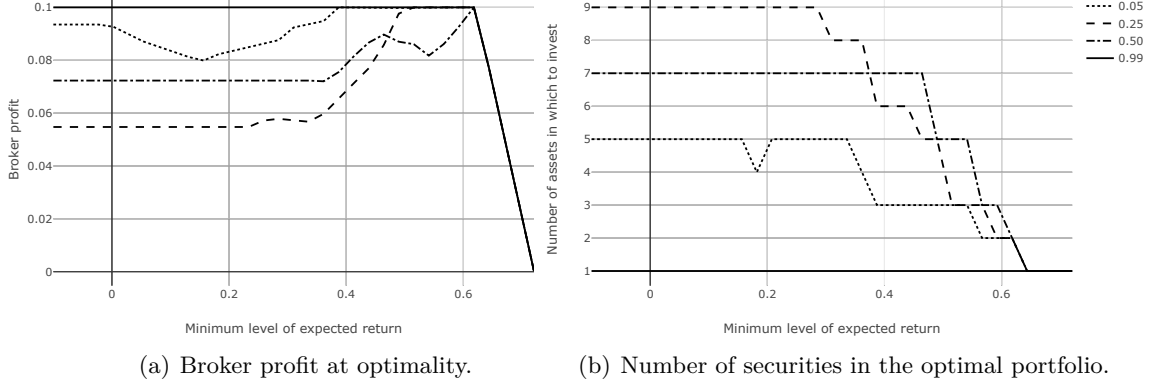 0.1
0.08
0.06
0.04
0.02
0
Broker profit
0 0.2 0.4 0.6
Minimum level of expected return
(a) Broker profit at optimality.
9
8
7
6
5
4
3
2
1
Number of assets in which to invest
0 0.2 0.4 0.6
Minimum level of expected return
0.05
0.25
0.50
0.99
(b) Number of securities in the optimal portfolio.